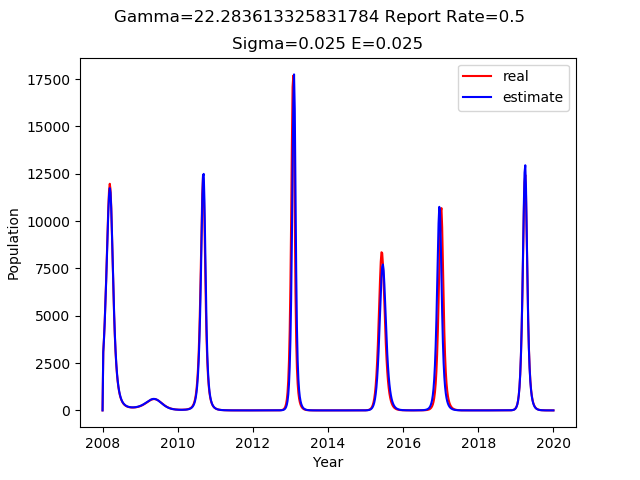 Gamma=22.283613325831784 Report Rate=0.5
Sigma=0.025 E=0.025
real
estimate
Population
17500
15000
12500
10000
7500
5000
2500
0
2008 2010 2012 2014 2016 2018 2020
Year